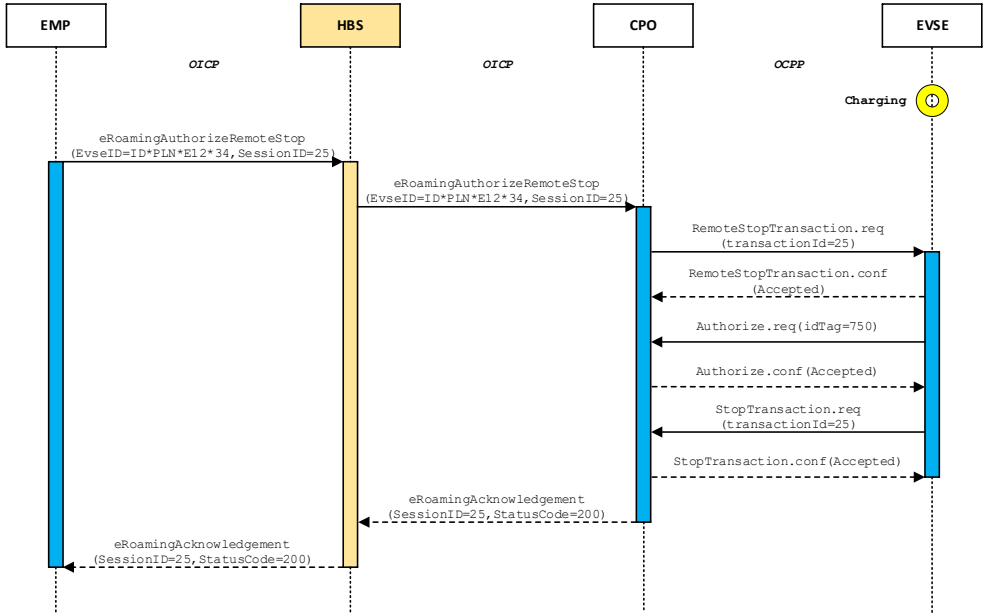 EMP
HBS
CPO
EVSE
OICP
OICP
OCPP
Charging
eRoamingAuthorizeRemoteStop
(EvseID=ID*PLN*E12*34,SessionID=25)
eRoamingAuthorizeRemoteStop
(EvseID=ID*PLN*E12*34,SessionID=25)
RemoteStopTransaction.req
(transactionId=25)
RemoteStopTransaction.conf
(Accepted)
Authorize.req(idTag=750)
Authorize.conf(Accepted)
StopTransaction.req
(transactionId=25)
StopTransaction.conf(Accepted)
eRoamingAcknowledgement
(SessionID=25,StatusCode=200)
eRoamingAcknowledgement
(SessionID=25,StatusCode=200)